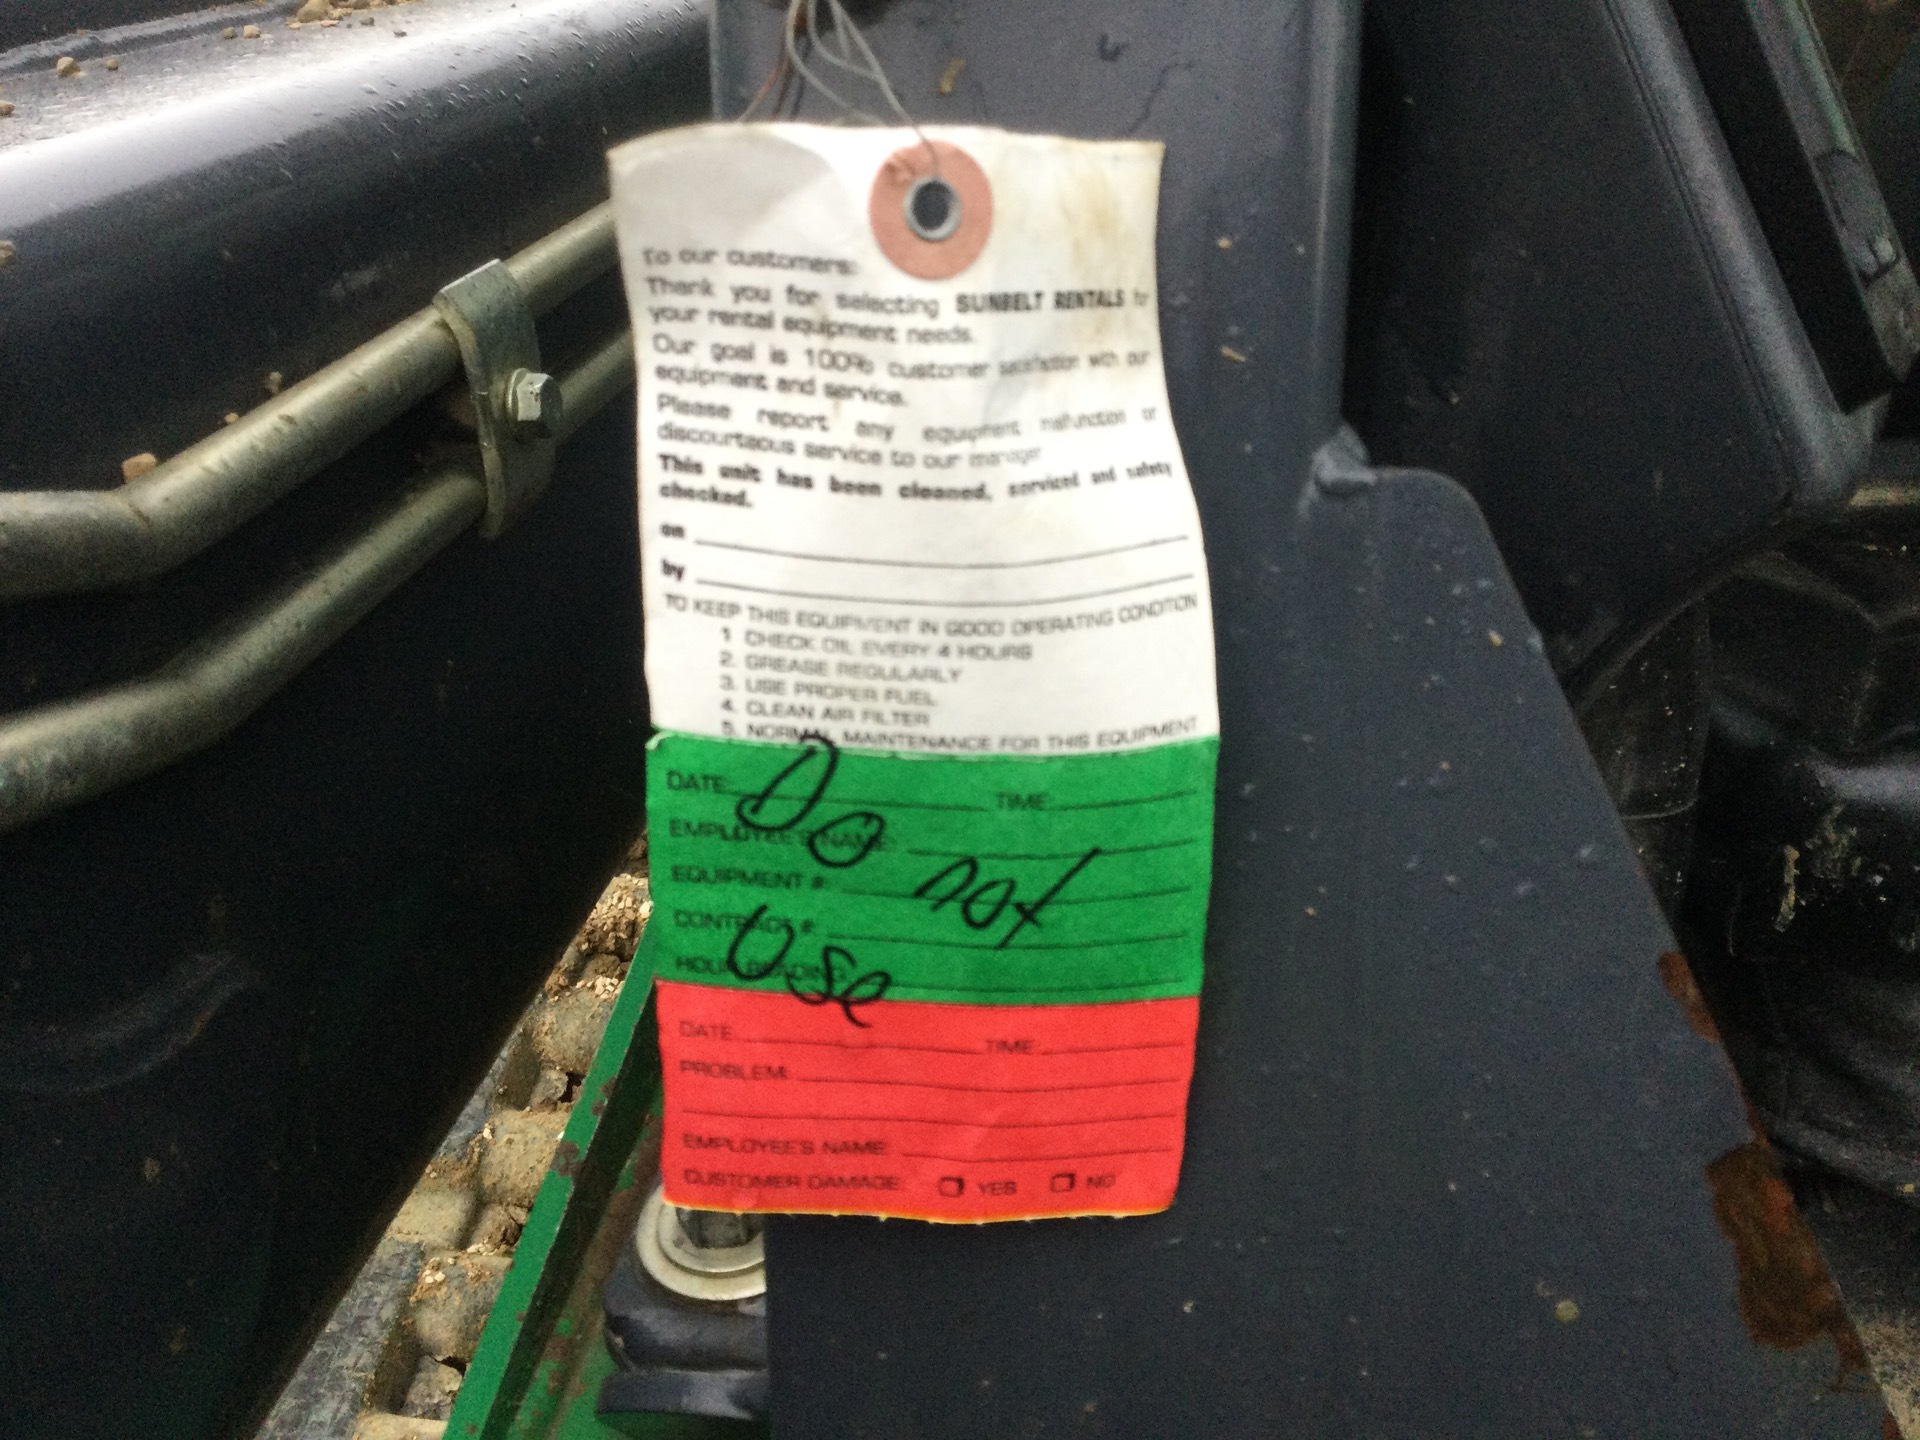 To our customers:
Thank you for selecting SUNBELT RENTALS for
your rental equipment needs.
Our goal is 100% customer satisfaction with our
equipment and service.
Please report any equipment malfunction or
discourtaous service to our manager
This unit has been cleaned, serviced and safety
checked.
on
by
TO KEEP THIS EQUIPMENT IN GOOD OPERATING CONDITION
1 CHECK OIL EVERY 4 HOURS
2. GREASE REGULARLY
3. USE PROPER FUEL
4. CLEAN AIR FILTER
5. NORMAL MAINTENANCE FOR THIS EQUIPMENT
DATE: TIME:
EMPLOYEE'S NAME:
EQUIPMENT #:
CONTRACT #:
HOUR READING:
Do not
Use
DATE TIME:
PROBLEM:
EMPLOYEE'S NAME:
CUSTOMER DAMAGE: YES NO